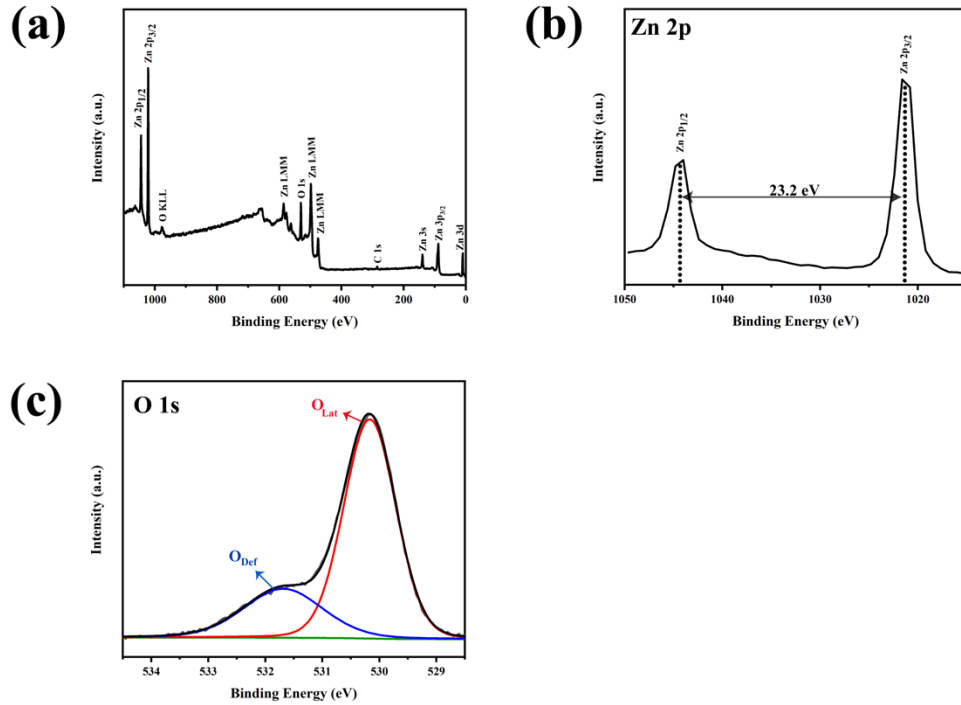 (a)
Intensity (a.u.)
Zn 2p1/2
Zn 2p3/2
O KLL
Zn LMM
O 1s
Zn LMM
Zn LMM
C 1s
Zn 3s
Zn 3p3/2
Zn 3d
1000 800 600 400 200 0
Binding Energy (eV)
(b)
Zn 2p
Intensity (a.u.)
Zn 2p1/2
Zn 2p3/2
23.2 eV
1050 1040 1030 1020
Binding Energy (eV)
(c)
O 1s
Intensity (a.u.)
OLat
ODef
534 533 532 531 530 529
Binding Energy (eV)